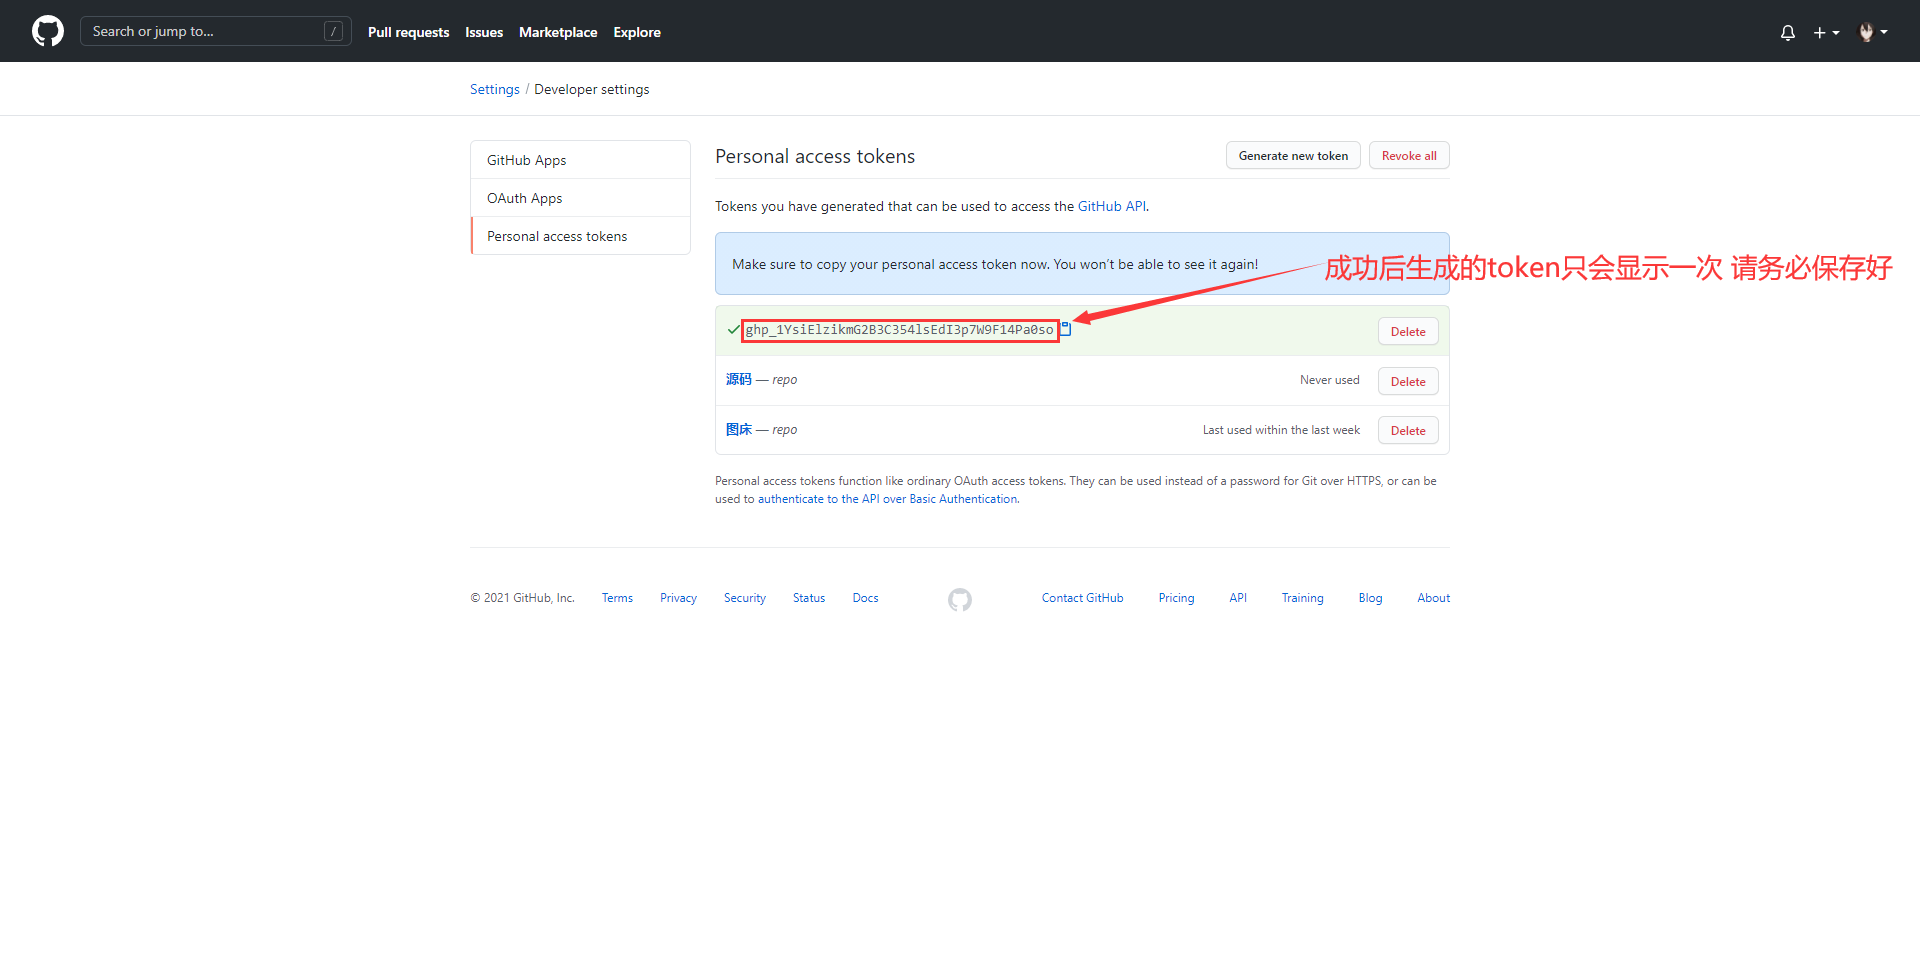 Search or jump to...
/
Pull requests
Issues
Marketplace
Explore
Settings / Developer settings
GitHub Apps
OAuth Apps
Personal access tokens
Personal access tokens
Generate new token
Revoke all
Tokens you have generated that can be used to access the GitHub API.
Make sure to copy your personal access token now. You won’t be able to see it again!
成功后生成的token只会显示一次 请务必保存好
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
Delete
源码 — repo
Never used
Delete
图床 — repo
Last used within the last week
Delete
Personal access tokens function like ordinary OAuth access tokens. They can be used instead of a password for Git over HTTPS, or can be
used to authenticate to the API over Basic Authentication.
© 2021 GitHub, Inc.
Terms
Privacy
Security
Status
Docs
Contact GitHub
Pricing
API
Training
Blog
About